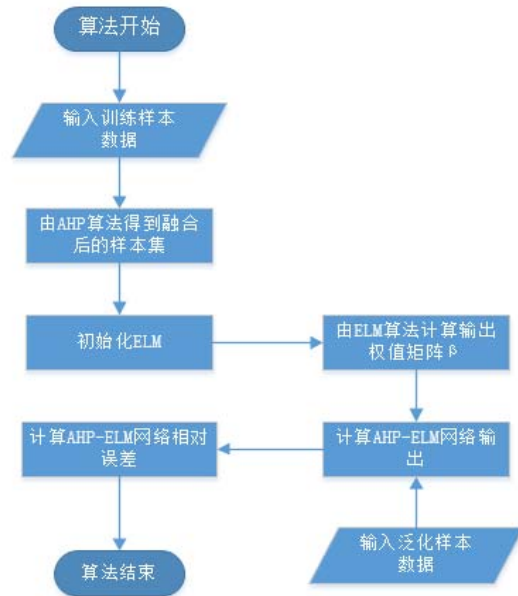 算法开始
输入训练样本
数据
由AHP算法得到融合
后的样本集
初始化ELM
由ELM算法计算输出
权值矩阵β
计算AHP-ELM网络输
出
输入泛化样本
数据
计算AHP-ELM网络相对
误差
算法结束